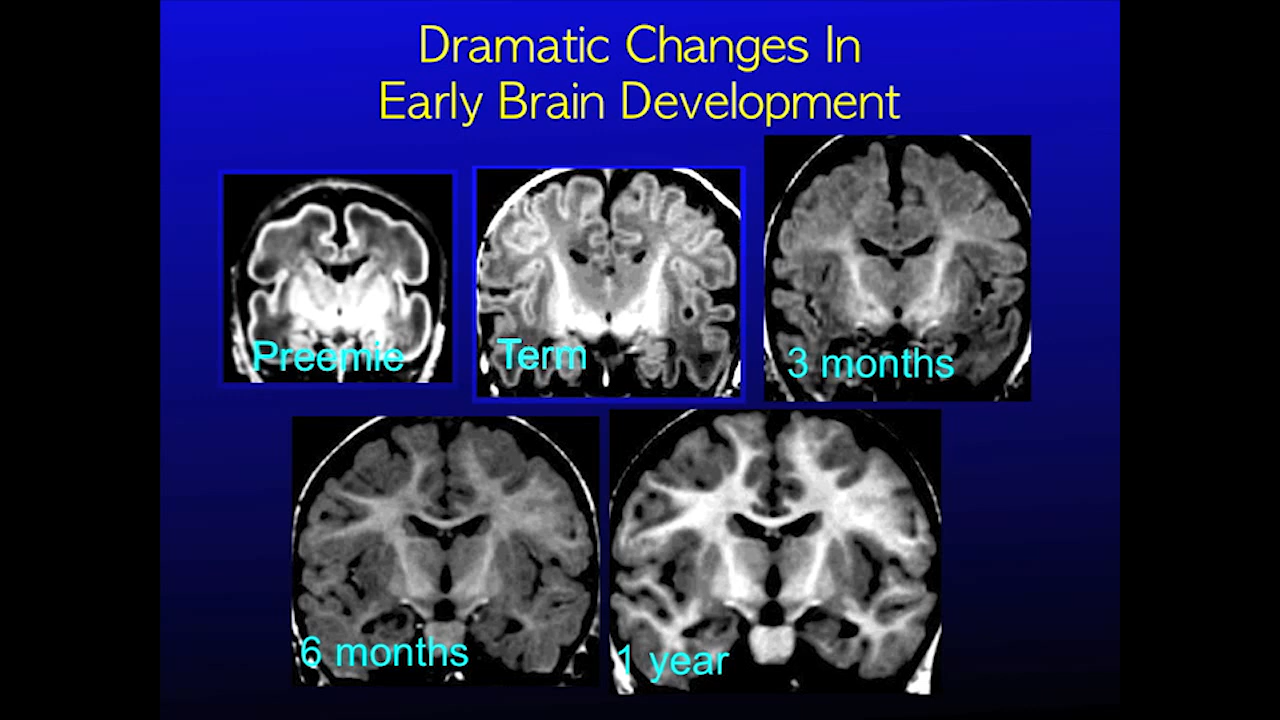 Dramatic Changes In
Early Brain Development
Preemie
Term
3 months
6 months
1 year